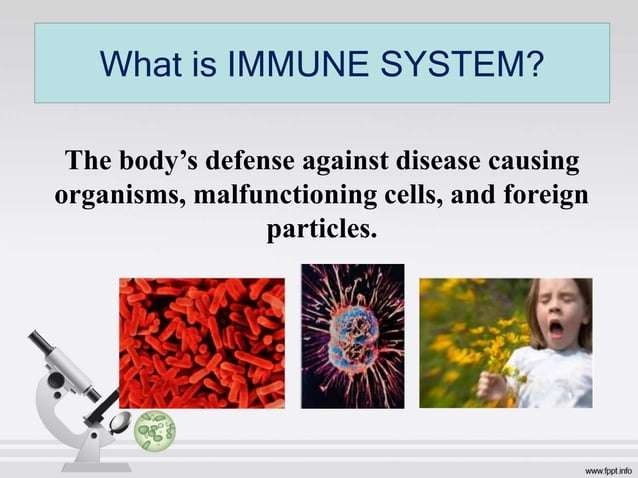 What is IMMUNE SYSTEM?
The body’s defense against disease causing
organisms, malfunctioning cells, and foreign
particles.
www.fppt.info